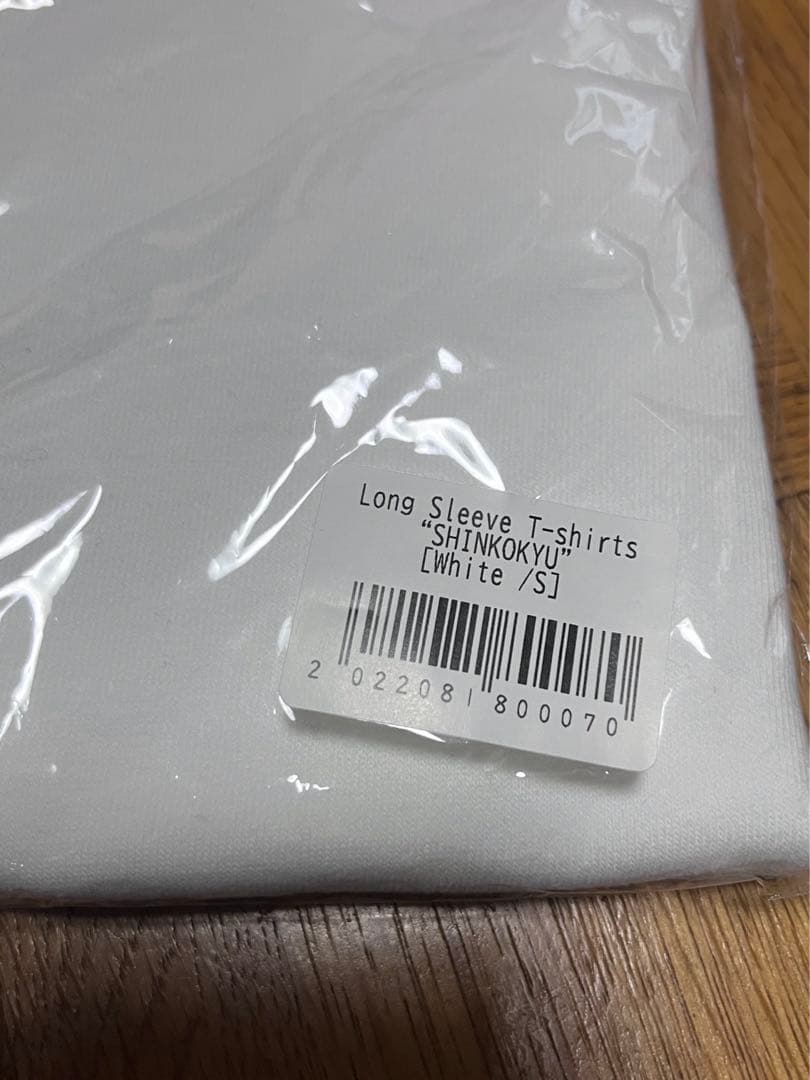 Long Sleeve T-shirts
“SHINKOKYU”
[White /S]
2 022081 800070